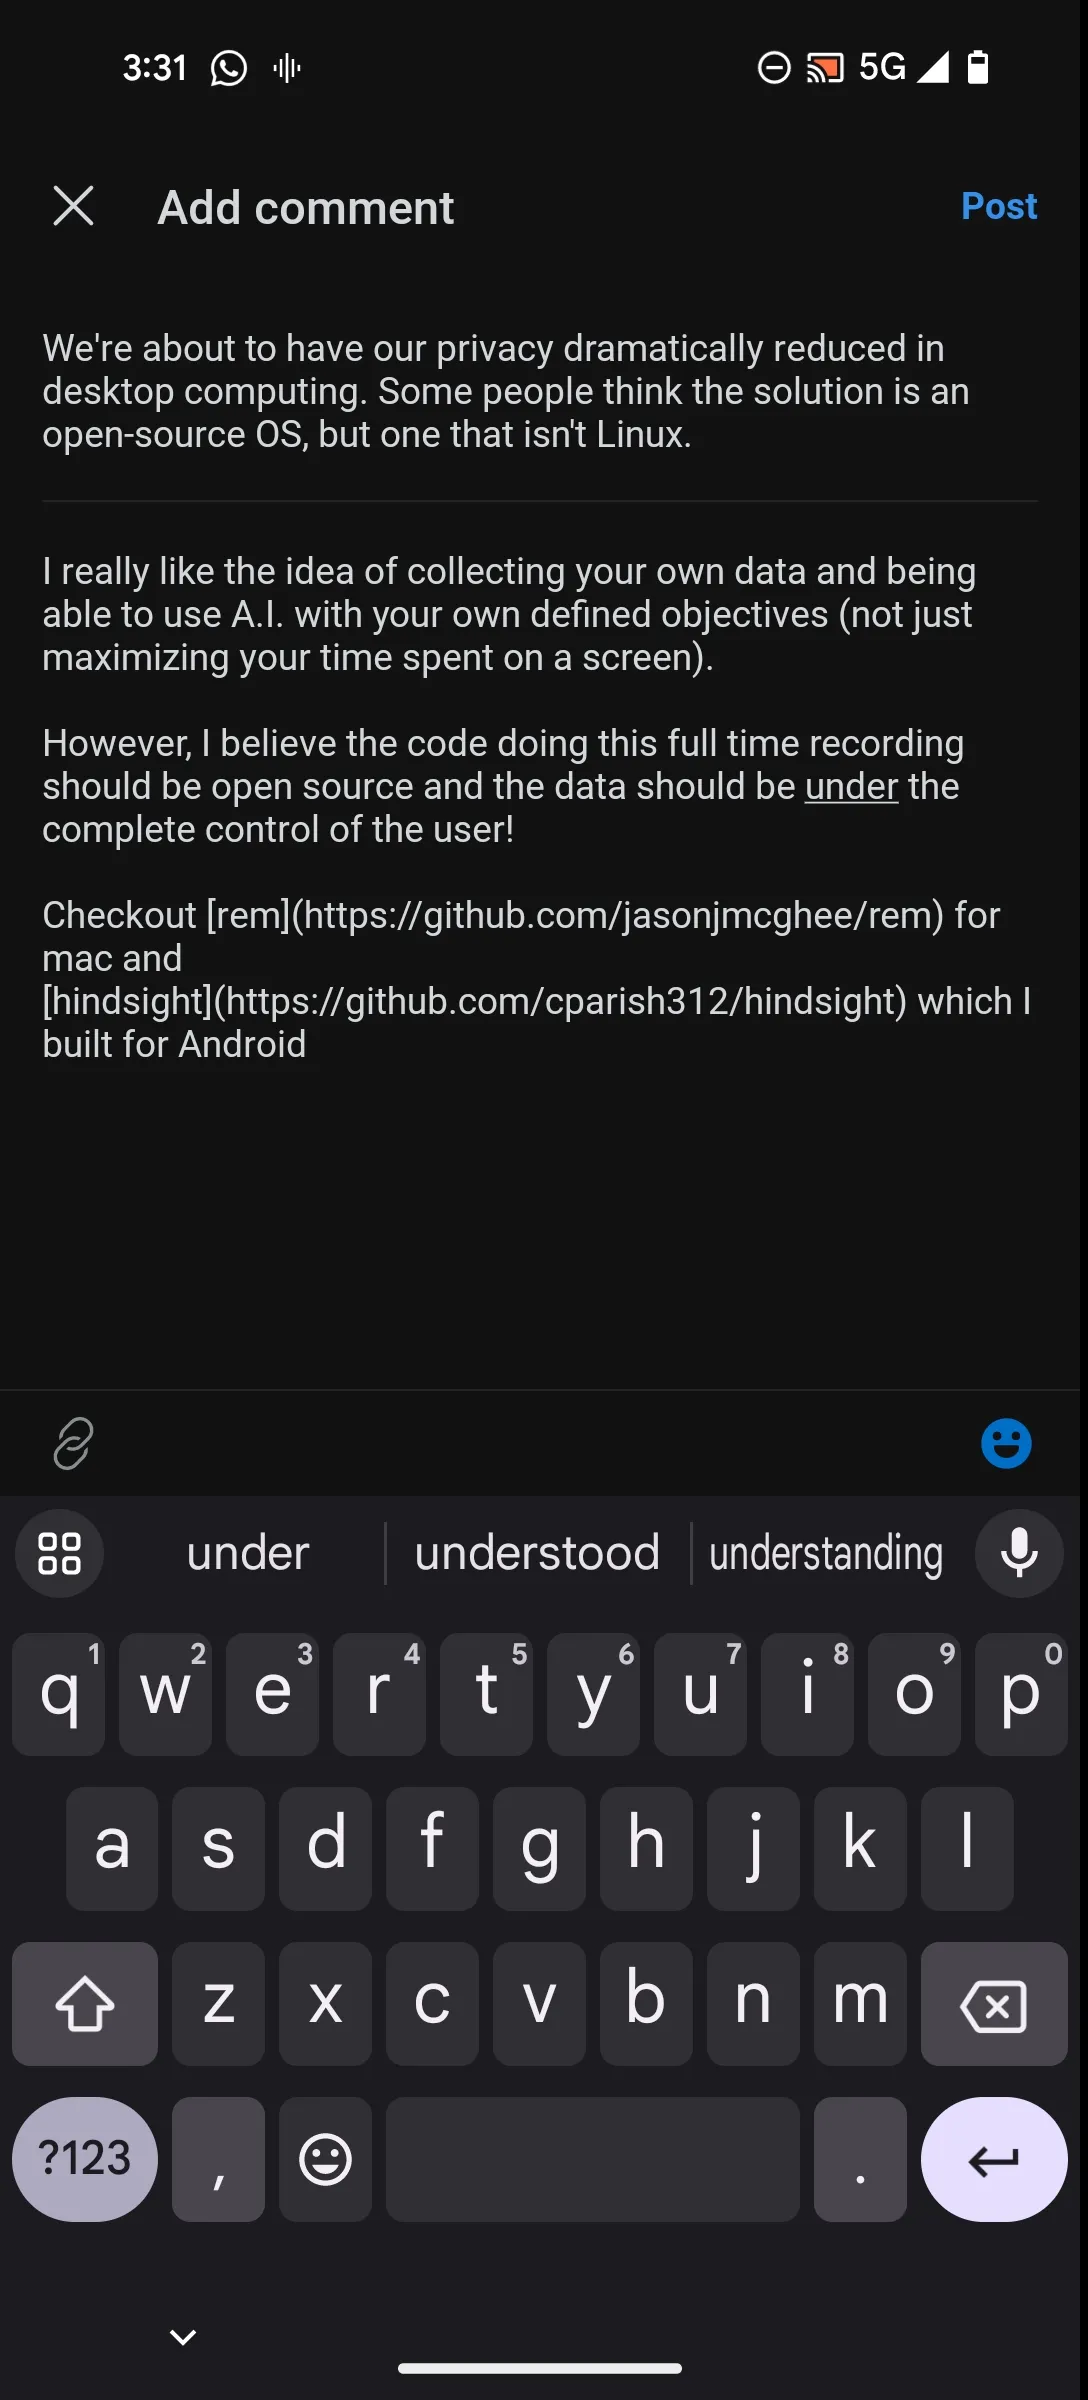 3:31 5G
Add comment Post
We're about to have our privacy dramatically reduced in
desktop computing. Some people think the solution is an
open-source OS, but one that isn't Linux.
I really like the idea of collecting your own data and being
able to use A.I. with your own defined objectives (not just
maximizing your time spent on a screen).
However, I believe the code doing this full time recording
should be open source and the data should be under the
complete control of the user!
Checkout [rem](https://github.com/jasonjmcghee/rem) for
mac and
[hindsight](https://github.com/cparish312/hindsight) which I
built for Android
under understood understanding
1 2 3 4 5 6 7 8 9 0
q w e r t y u i o p
a s d f g h j k l
z x c v b n m
?123 , .